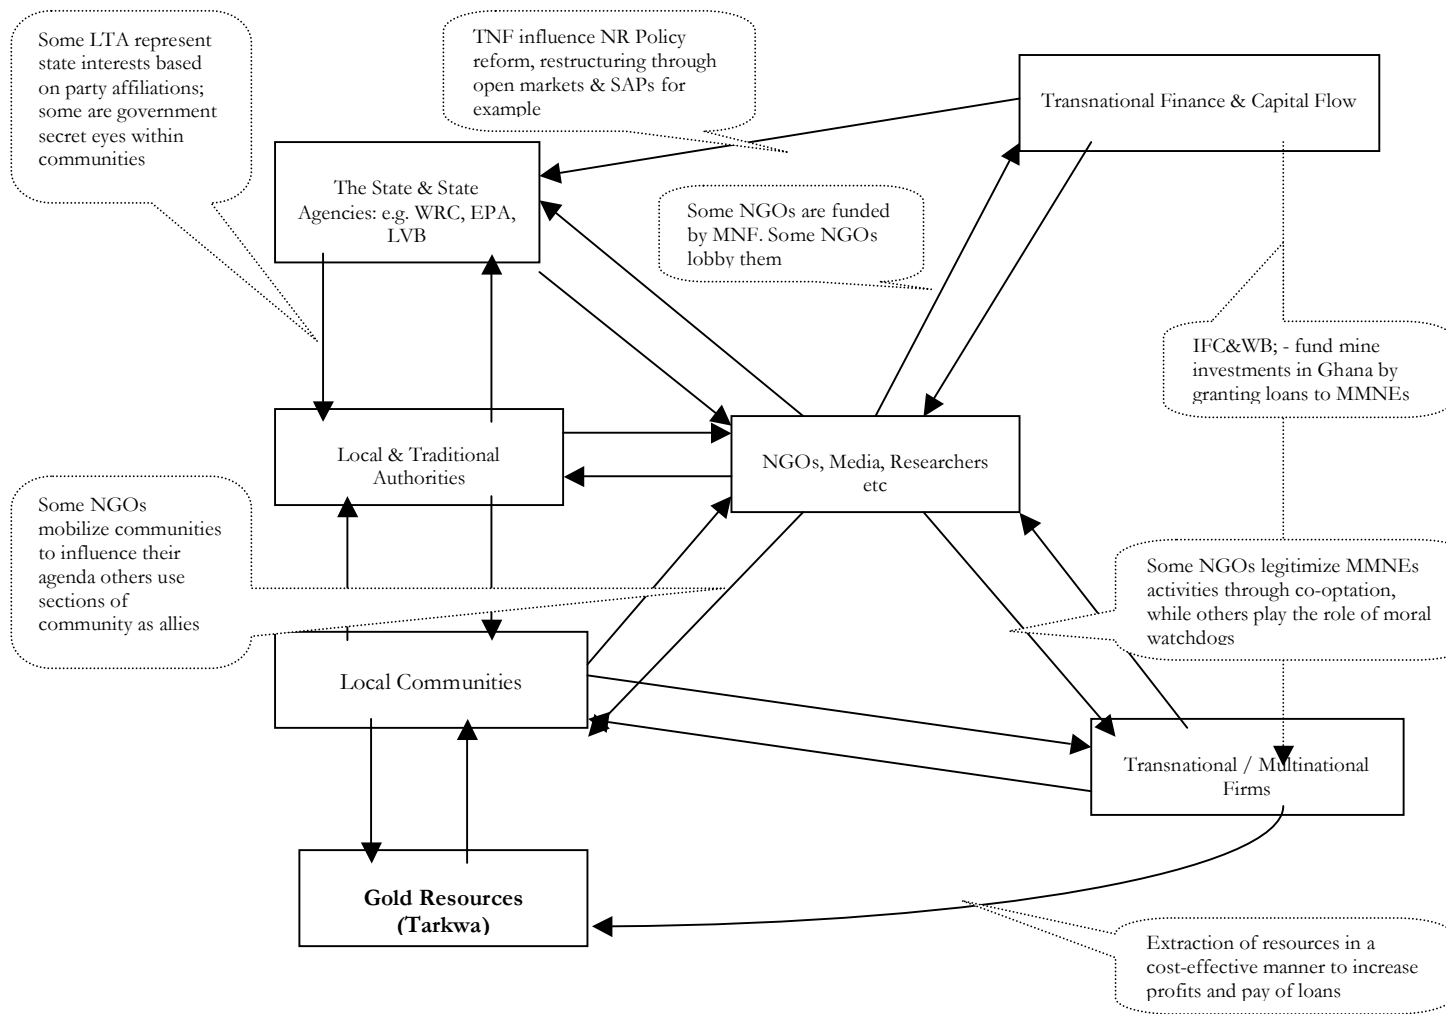 Some LTA represent
state interests based
on party affiliations;
some are government
secret eyes within
communities
TNF influence NR Policy
reform, restructuring through
open markets & SAPs for
example
Transnational Finance & Capital Flow
The State & State
Agencies: e.g. WRC, EPA,
LVB
Some NGOs are funded
by MNF. Some NGOs
lobby them
IFC&WB; - fund mine
investments in Ghana by
granting loans to MMNEs
Local & Traditional
Authorities
NGOs, Media, Researchers
etc
Some NGOs
mobilize communities
to influence their
agenda others use
sections of
community as allies
Some NGOs legitimize MMNEs
activities through co-optation,
while others play the role of moral
watchdogs
Local Communities
Transnational / Multinational
Firms
Gold Resources
(Tarkwa)
Extraction of resources in a
cost-effective manner to increase
profits and pay of loans